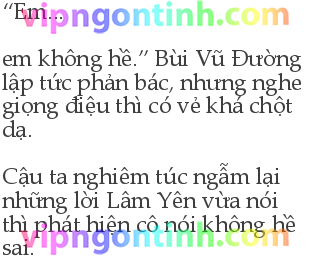 “Em...
vipngontinh.com
em không hề.” Bùi Vũ Đường
lập tức phản bác, nhưng nghe
giọng điệu thì có vẻ khá chột
dạ.
Cậu ta nghiêm túc ngẫm lại
những lời Lâm Yên vừa nói
thì phát hiện cô nói không hề
sai.
vipngontinh.com